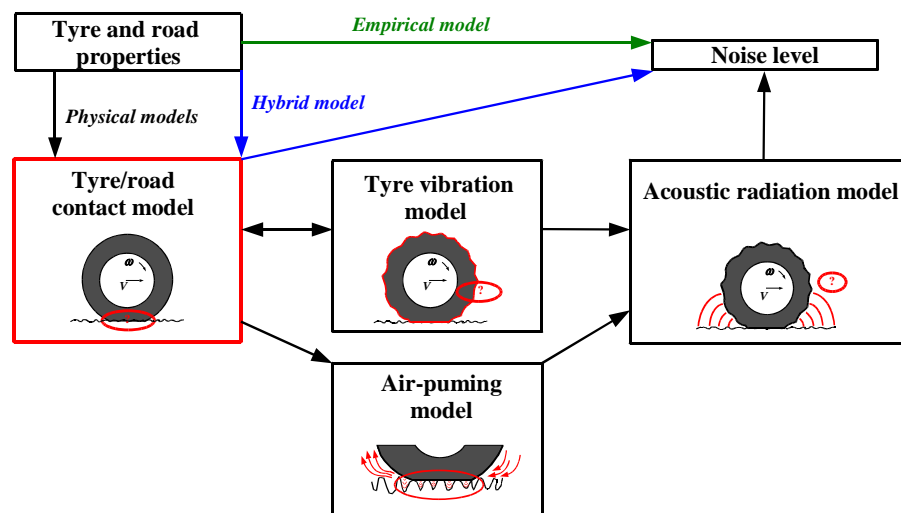 Tyre and road
properties
Empirical model
Noise level
Physical models
Hybrid model
Tyre/road
contact model
ω
V
Tyre vibration
model
ω
V
?
Acoustic radiation model
ω
V
?
Air-puming
model